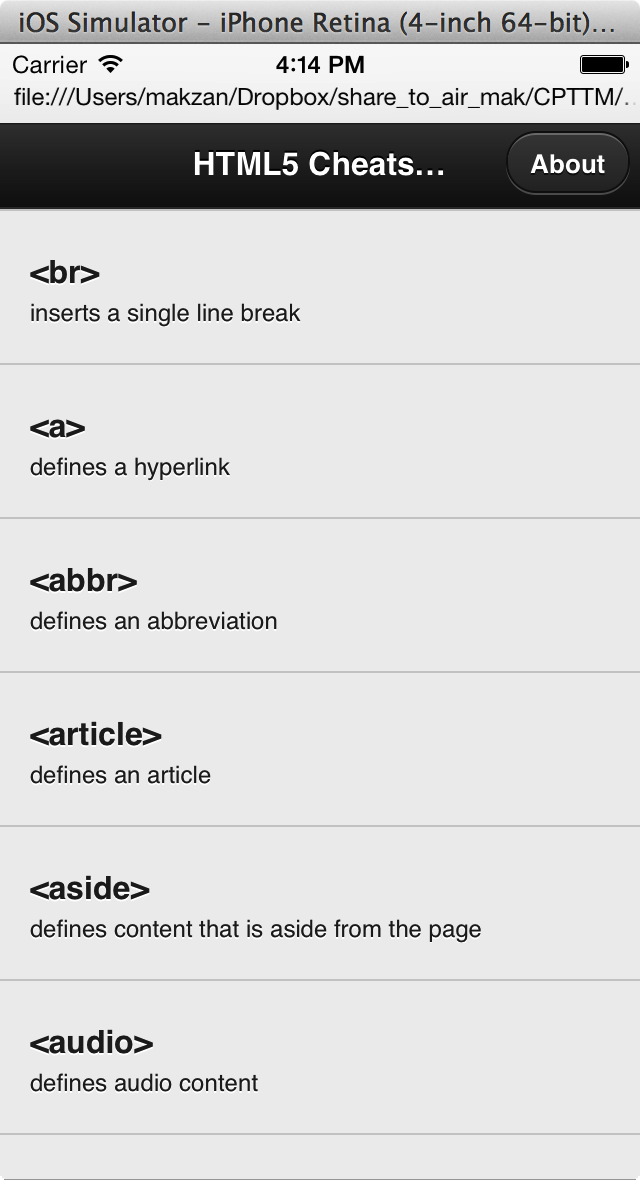 iOS Simulator – iPhone Retina (4-inch 64-bit)...
Carrier 4:14 PM
file:///Users/makzan/Dropbox/share_to_air_mak/CPTTM/...
HTML5 Cheats... About
<br>
inserts a single line break
<a>
defines a hyperlink
<abbr>
defines an abbreviation
<article>
defines an article
<aside>
defines content that is aside from the page
<audio>
defines audio content